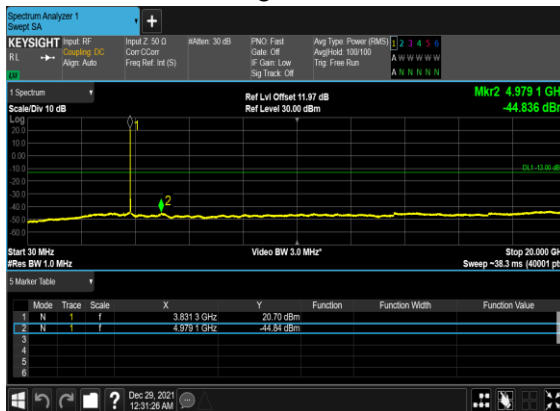 Spectrum Analyzer 1
Swept SA
KEYSIGHT Input: RF Input Z: 50 Ω #Atten: 30 dB PNO: Fast Avg Type: Power (RMS) 1 2 3 4 5 6
RL Coupling: DC Corr CCorr Gate: Off Avg|Hold: 100/100 A W W W W W
Align: Auto Freq Ref: Int (S) IF Gain: Low Trig: Free Run
LXI Sig Track: Off A N N N N N
1 Spectrum Ref Lvl Offset 11.97 dB Mkr2 4.979 1 GH
Scale/Div 10 dB Ref Level 30.00 dBm -44.836 dBr
Log
20.0 1
10.0
0.00
-10.0 DL1 -13.00 dB
-20.0
-30.0
-40.0 2
-50.0
-60.0
Start 30 MHz Video BW 3.0 MHz* Stop 20.000 GH
#Res BW 1.0 MHz Sweep ~38.3 ms (40001 pt
5 Marker Table
Mode Trace Scale X Y Function Function Width Function Value
1 N 1 f 3.831 3 GHz 20.70 dBm
2 N 1 f 4.979 1 GHz -44.84 dBm
3
4
5
6
? Dec 29, 2021
12:31:26 AM